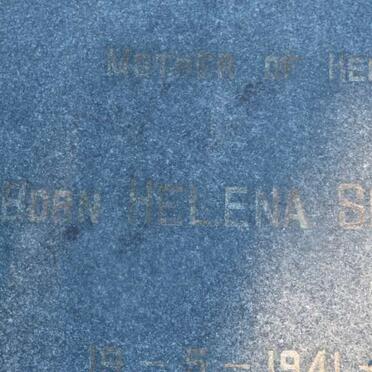 Mother of
Born Helena
19 - 5 - 1941 -